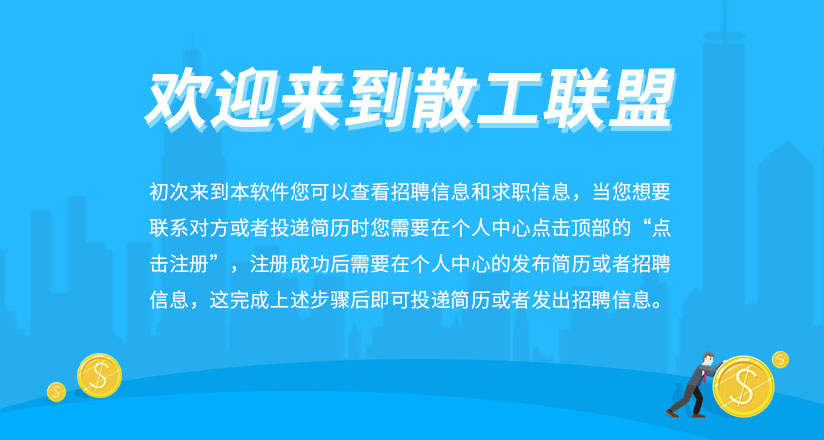 欢迎来到散工联盟
初次来到本软件您可以查看招聘信息和求职信息，当您想要
联系对方或者投递简历时您需要在个人中心点击顶部的“点
击注册”，注册成功后需要在个人中心的发布简历或者招聘
信息，这完成上述步骤后即可投递简历或者发出招聘信息。
$
$
$
$